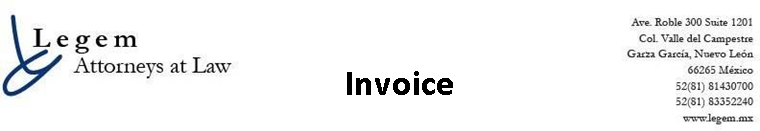 Legem
Attorneys at Law
Invoice
Ave. Roble 300 Suite 1201
Col. Valle del Campestre
Garza García, Nuevo León
66265 México
52(81) 81430700
52(81) 83352240
www.legem.mx